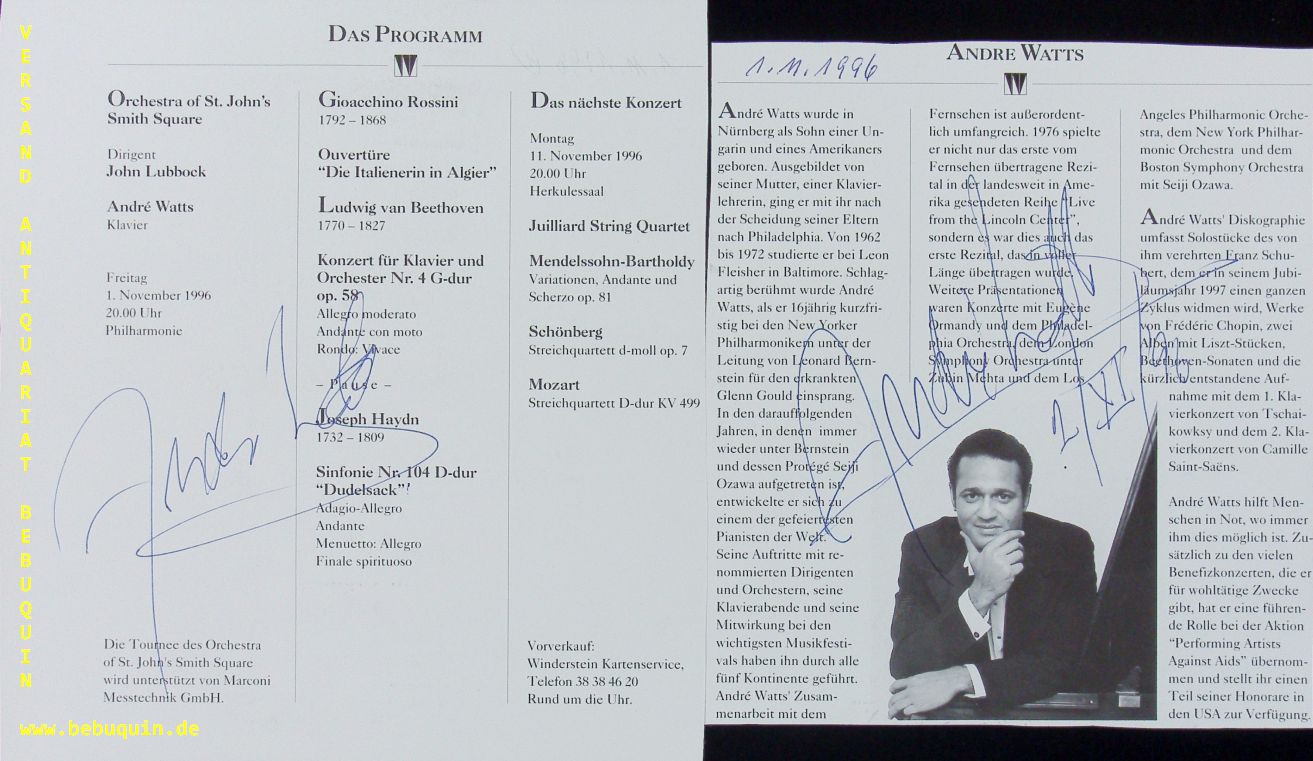 VERSAND ANTIQUARIAT BEBUQUIN
www.bebuquin.de
DAS PROGRAMM
W
Orchestra of St. John's
Smith Square
Dirigent
John Lubbock
André Watts
Klavier
Freitag
1. November 1996
20.00 Uhr
Philharmonie
Die Tournee des Orchestra
of St. John's Smith Square
wird unterstützt von Marconi
Messtechnik GmbH.
Gioacchino Rossini
1792 – 1868
Ouvertüre
“Die Italienerin in Algier”
Ludwig van Beethoven
1770 – 1827
Konzert für Klavier und
Orchester Nr. 4 G-dur
op. 58
Allegro moderato
Andante con moto
Rondo: Vivace
– Pause –
Joseph Haydn
1732 – 1809
Sinfonie Nr. 104 D-dur
“Dudelsack”
Adagio-Allegro
Andante
Menuetto: Allegro
Finale spirituoso
Das nächste Konzert
Montag
11. November 1996
20.00 Uhr
Herkulessaal
Juilliard String Quartet
Mendelssohn-Bartholdy
Variationen, Andante und
Scherzo op. 81
Schönberg
Streichquartett d-moll op. 7
Mozart
Streichquartett D-dur KV 499
Vorverkauf:
Winderstein Kartenservice,
Telefon 38 38 46 20
Rund um die Uhr.
1.11.1996
ANDRE WATTS
W
André Watts wurde in
Nürnberg als Sohn einer Un-
garin und eines Amerikaners
geboren. Ausgebildet von
seiner Mutter, einer Klavier-
lehrerin, ging er mit ihr nach
der Scheidung seiner Eltern
nach Philadelphia. Von 1962
bis 1972 studierte er bei Leon
Fleisher in Baltimore. Schlag-
artig berühmt wurde André
Watts, als er 16jährig kurzfri-
stig bei den New Yorker
Philharmonikern unter der
Leitung von Leonard Bern-
stein für den erkrankten
Glenn Gould einsprang.
In den darauffolgenden
Jahren, in denen immer
wieder unter Bernstein
und dessen Protégé Seiji
Ozawa aufgetreten ist,
entwickelte er sich zu
einem der gefeiertesten
Pianisten der Welt.
Seine Auftritte mit re-
nommierten Dirigenten
und Orchestern, seine
Klavierabende und seine
Mitwirkung bei den
wichtigsten Musikfesti-
vals haben ihn durch alle
fünf Kontinente geführt.
André Watts' Zusam-
menarbeit mit dem
Fernsehen ist außerordent-
lich umfangreich. 1976 spielte
er nicht nur das erste vom
Fernsehen übertragene Rezi-
tal in der landesweit in Ame-
rika gesendeten Reihe “Live
from the Lincoln Center”,
sondern es war dies auch das
erste Rezital, das in voller
Länge übertragen wurde.
Weitere Präsentationen
waren Konzerte mit Eugène
Ormandy und dem Philadel-
phia Orchestra, dem London
Symphony Orchestra unter
Zubin Mehta und dem Los
Angeles Philharmonic Orche-
stra, dem New York Philhar-
monic Orchestra und dem
Boston Symphony Orchestra
mit Seiji Ozawa.
André Watts' Diskographie
umfasst Solostücke des von
ihm verehrten Franz Schu-
bert, dem er in seinem Jubi-
läumsjahr 1997 einen ganzen
Zyklus widmen wird, Werke
von Frédéric Chopin, zwei
Alben mit Liszt-Stücken,
Beethoven-Sonaten und die
kürzlich entstandene Auf-
nahme mit dem 1. Kla-
vierkonzert von Tschai-
kowksy und dem 2. Kla-
vierkonzert von Camille
Saint-Saëns.
André Watts hilft Men-
schen in Not, wo immer
ihm dies möglich ist. Zu-
sätzlich zu den vielen
Benefizkonzerten, die er
für wohltätige Zwecke
gibt, hat er eine führen-
de Rolle bei der Aktion
“Performing Artists
Against Aids” übernom-
men und stellt ihr einen
Teil seiner Honorare in
den USA zur Verfügung.
André Watts